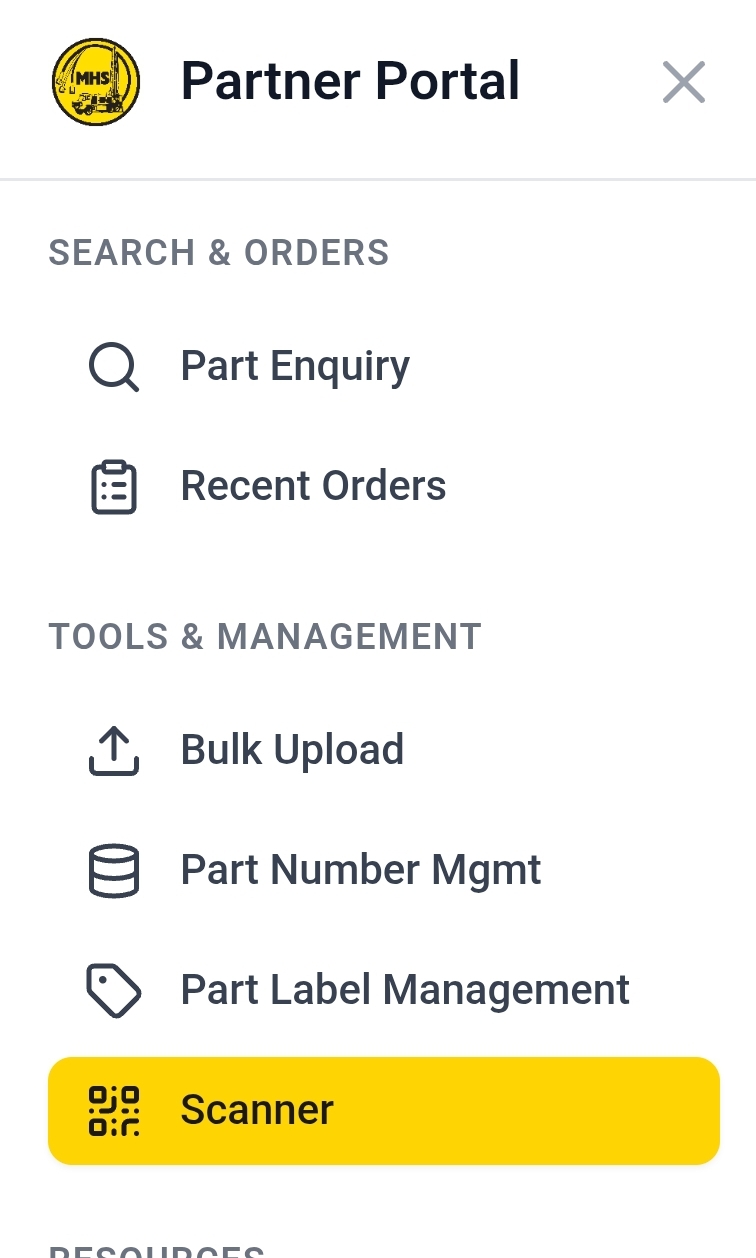 MHS
Partner Portal
SEARCH & ORDERS
Part Enquiry
Recent Orders
TOOLS & MANAGEMENT
Bulk Upload
Part Number Mgmt
Part Label Management
Scanner
RESOURCES